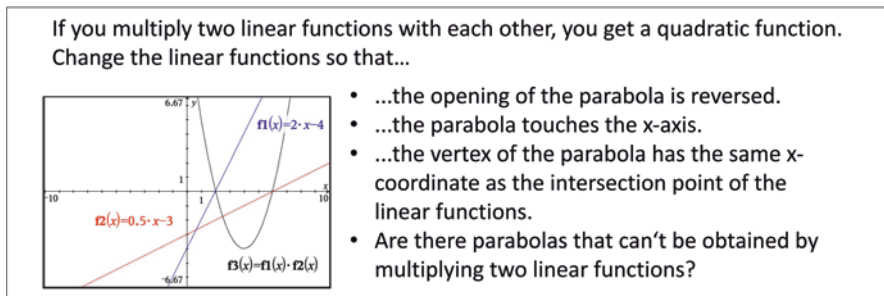 If you multiply two linear functions with each other, you get a quadratic function.
Change the linear functions so that...
6.67 y
f1(x)=2·x-4
1
-10
1
x
10
f2(x)=0.5·x-3
-6.67
f3(x)=f1(x)·f2(x)
• ...the opening of the parabola is reversed.
• ...the parabola touches the x-axis.
• ...the vertex of the parabola has the same x-
coordinate as the intersection point of the
linear functions.
• Are there parabolas that can‘t be obtained by
multiplying two linear functions?